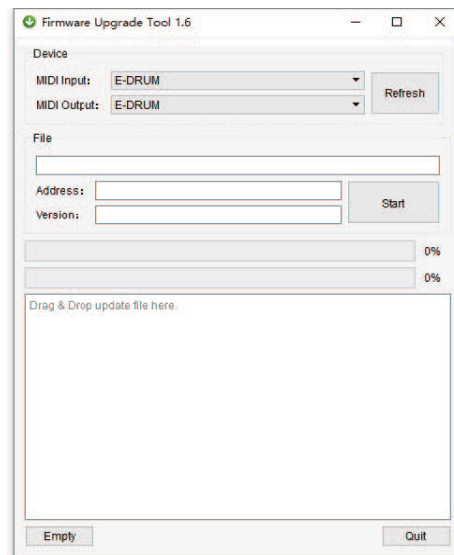 Firmware Upgrade Tool 1.6
Device
MIDI Input: E-DRUM
Refresh
MIDI Output: E-DRUM
File
Address:
Start
Version:
0%
0%
Drag & Drop update file here.
Empty
Quit